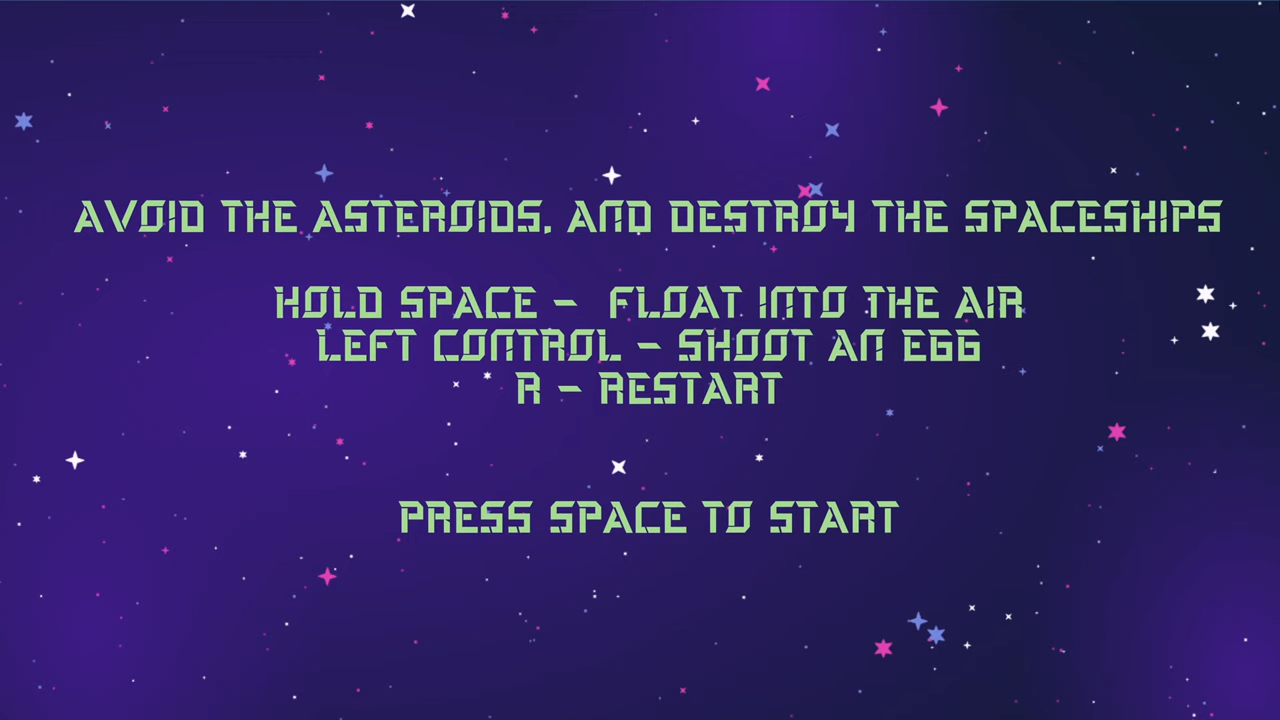 AVOID THE ASTEROIDS, AND DESTROY THE SPACESHIPS
HOLD SPACE - FLOAT INTO THE AIR
LEFT CONTROL - SHOOT AN EGG
R - RESTART
PRESS SPACE TO START